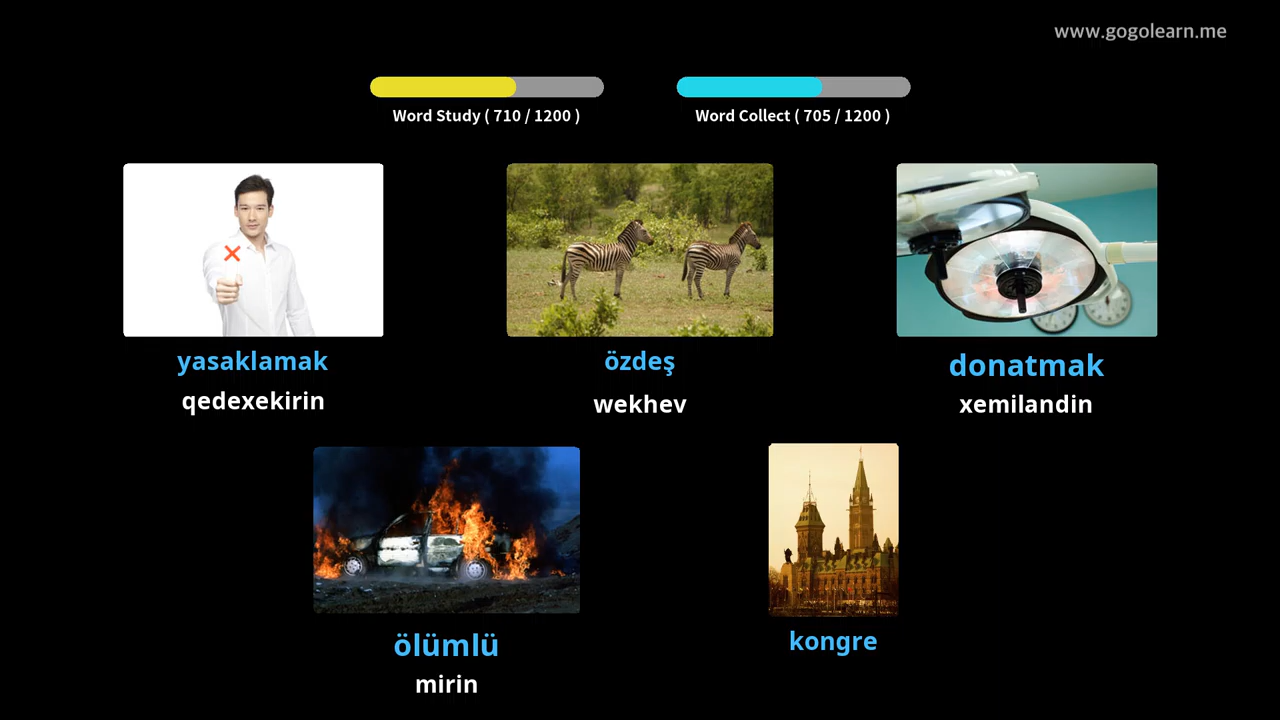 www.gogolearn.me
Word Study ( 710 / 1200 )
Word Collect ( 705 / 1200 )
yasaklamak
qedexekirin
özdeş
wekhev
donatmak
xemilandin
ölümlü
mirin
kongre